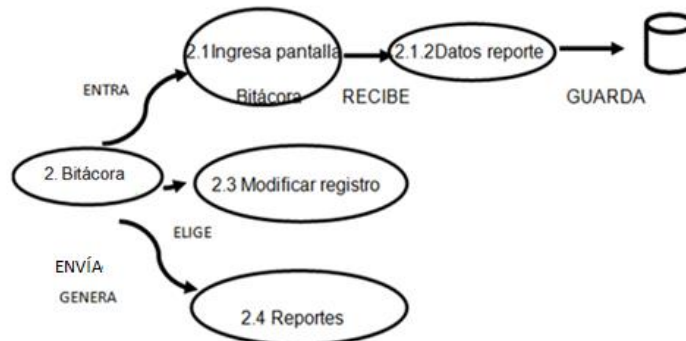 2.1Ingresa pantalla
Bitácora
2.1.2Datos reporte
ENTRA
RECIBE
GUARDA
2. Bitácora
2.3 Modificar registro
ELIGE
ENVÍA
GENERA
2.4 Reportes